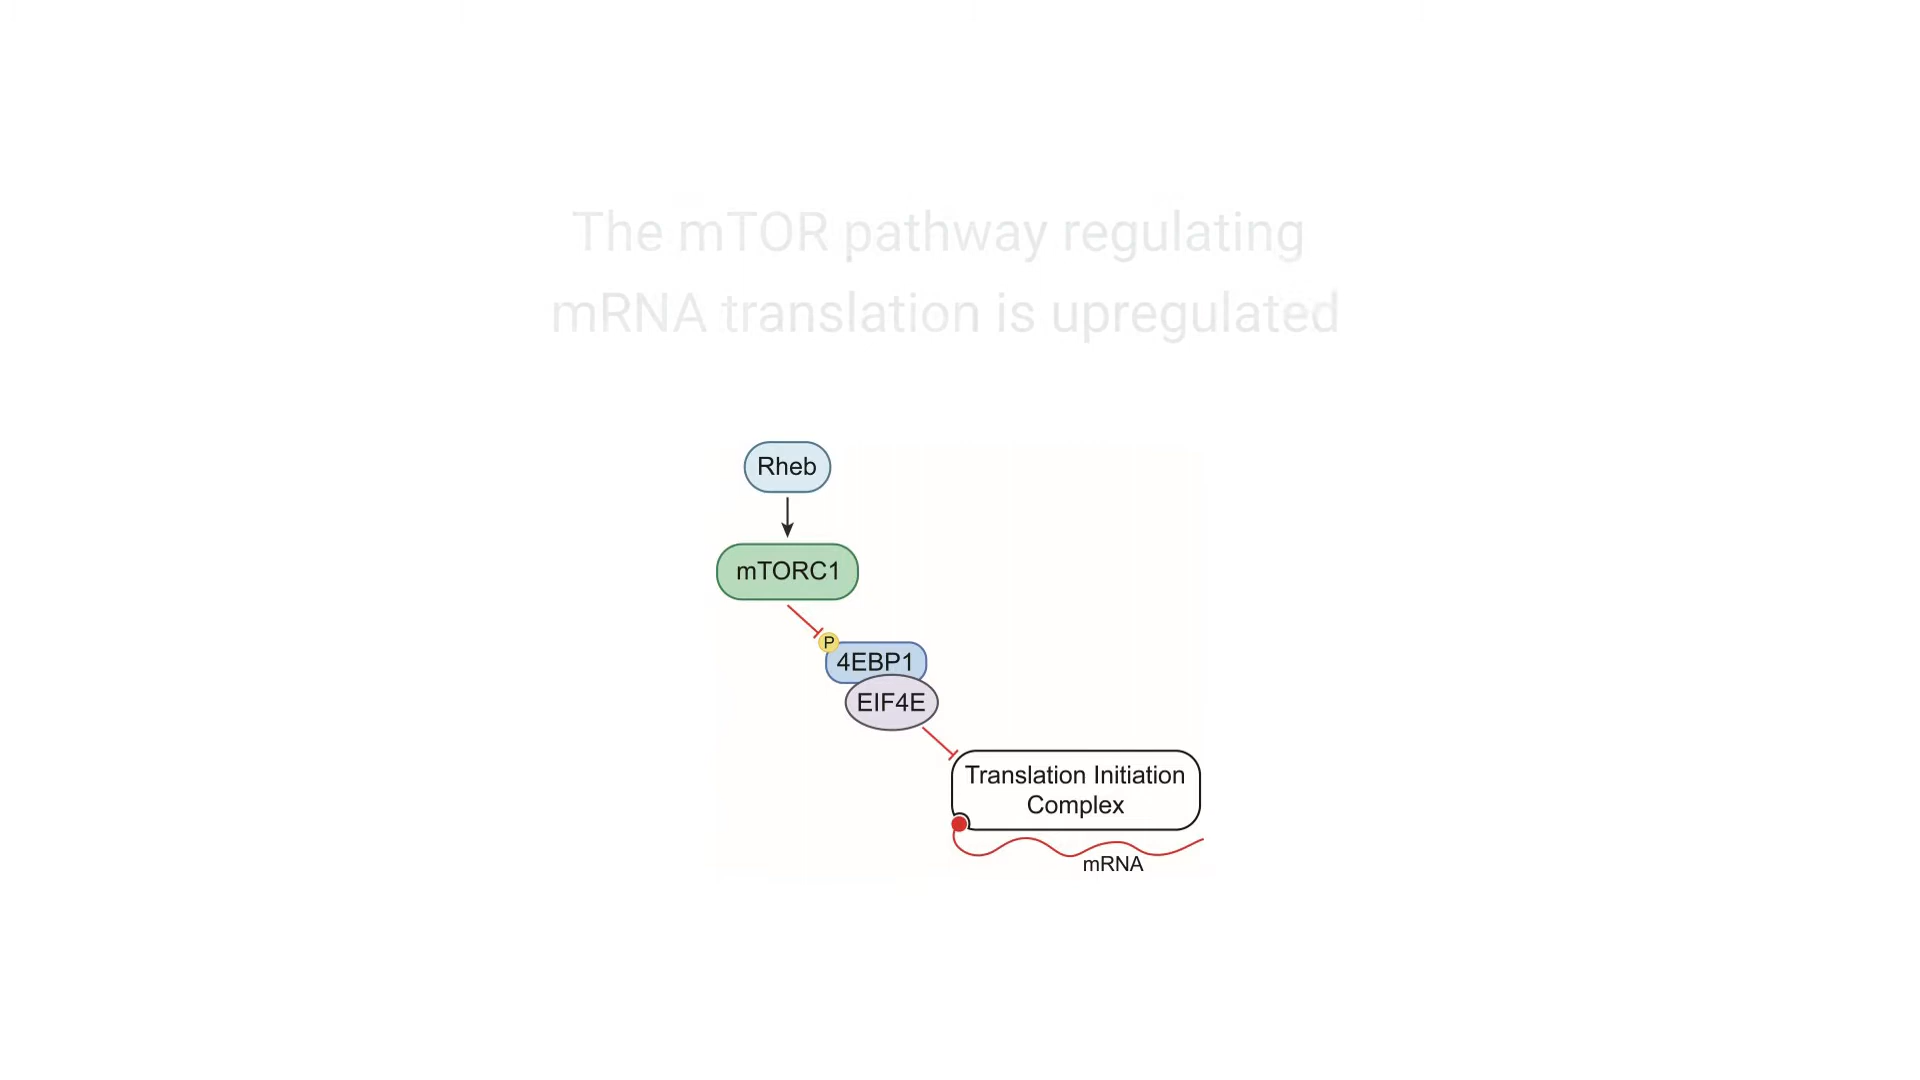 The mTOR pathway regulating
mRNA translation is upregulated
Rheb
mTORC1
P
4EBP1
EIF4E
Translation Initiation
Complex
mRNA